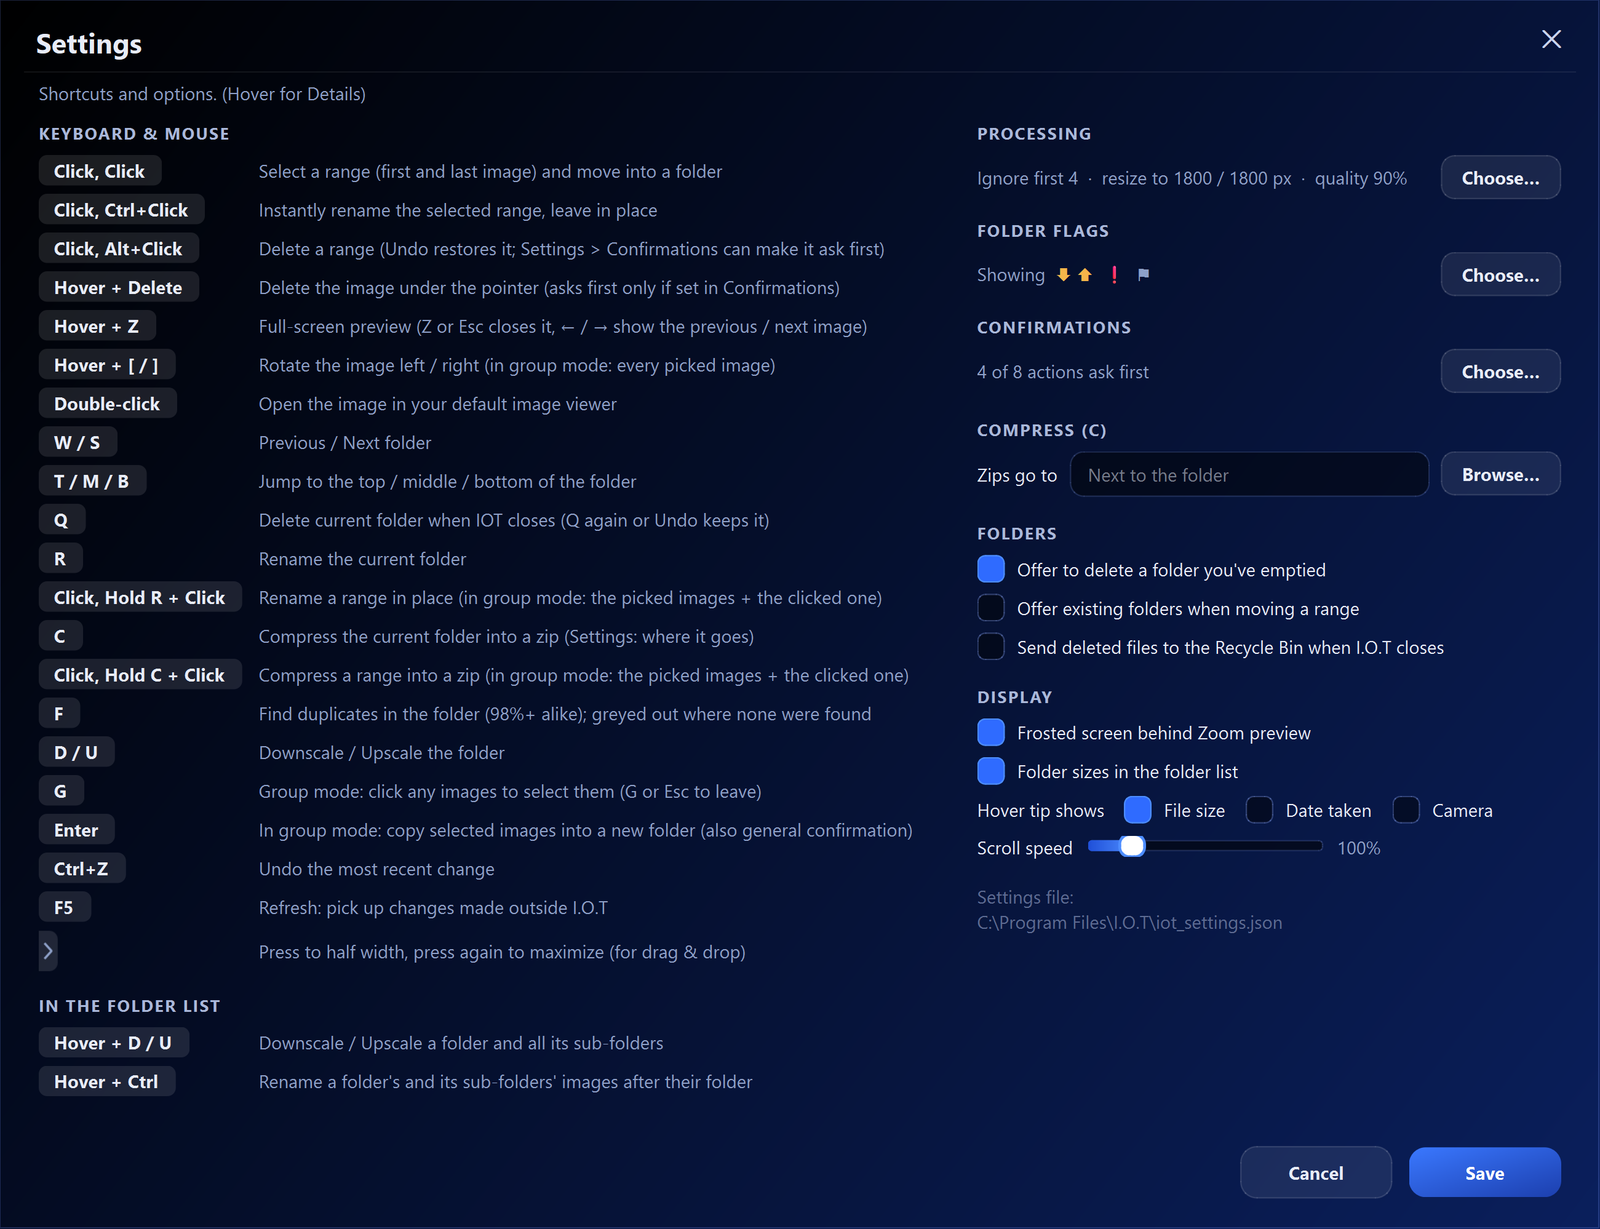 Settings
Shortcuts and options. (Hover for Details)
KEYBOARD & MOUSE
Click, Click Select a range (first and last image) and move into a folder
Click, Ctrl+Click Instantly rename the selected range, leave in place
Click, Alt+Click Delete a range (Undo restores it; Settings > Confirmations can make it ask first)
Hover + Delete Delete the image under the pointer (asks first only if set in Confirmations)
Hover + Z Full-screen preview (Z or Esc closes it, ← / → show the previous / next image)
Hover + [ / ] Rotate the image left / right (in group mode: every picked image)
Double-click Open the image in your default image viewer
W / S Previous / Next folder
T / M / B Jump to the top / middle / bottom of the folder
Q Delete current folder when IOT closes (Q again or Undo keeps it)
R Rename the current folder
Click, Hold R + Click Rename a range in place (in group mode: the picked images + the clicked one)
C Compress the current folder into a zip (Settings: where it goes)
Click, Hold C + Click Compress a range into a zip (in group mode: the picked images + the clicked one)
F Find duplicates in the folder (98%+ alike); greyed out where none were found
D / U Downscale / Upscale the folder
G Group mode: click any images to select them (G or Esc to leave)
Enter In group mode: copy selected images into a new folder (also general confirmation)
Ctrl+Z Undo the most recent change
F5 Refresh: pick up changes made outside I.O.T
Press to half width, press again to maximize (for drag & drop)
IN THE FOLDER LIST
Hover + D / U Downscale / Upscale a folder and all its sub-folders
Hover + Ctrl Rename a folder's and its sub-folders' images after their folder
PROCESSING
Ignore first 4 · resize to 1800 / 1800 px · quality 90% Choose...
FOLDER FLAGS
Showing Choose...
CONFIRMATIONS
4 of 8 actions ask first Choose...
COMPRESS (C)
Zips go to Next to the folder Browse...
FOLDERS
Offer to delete a folder you've emptied
Offer existing folders when moving a range
Send deleted files to the Recycle Bin when I.O.T closes
DISPLAY
Frosted screen behind Zoom preview
Folder sizes in the folder list
Hover tip shows File size Date taken Camera
Scroll speed 100%
Settings file:
C:\Program Files\I.O.T\iot_settings.json
Cancel Save